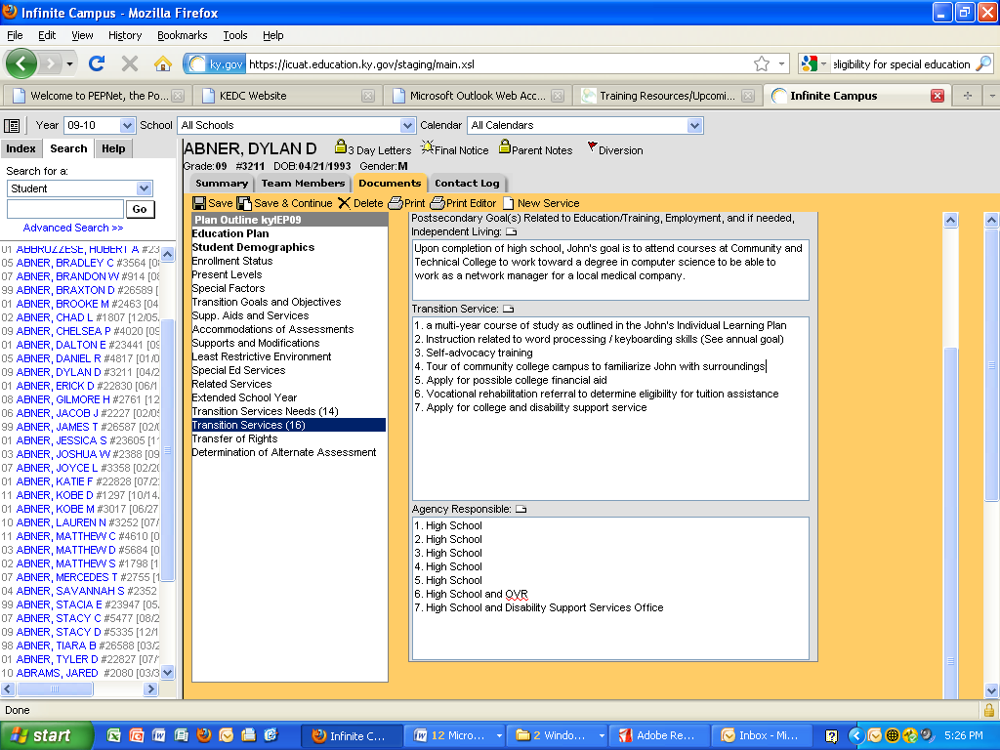 Infinite Campus - Mozilla Firefox
File Edit View History Bookmarks Tools Help
ky.gov https://icuat.education.ky.gov/staging/main.xsl
eligibility for special education
Welcome to PEPNet, the Po...
KEDC Website
Microsoft Outlook Web Acc...
Training Resources/Upcomi...
Infinite Campus
Year 09-10 School All Schools Calendar All Calendars
Index Search Help
Search for a:
Student
Go
Advanced Search >>
01 ABBRUZZESE, HUBERT A #23
05 ABNER, BRADLEY C #3564 [08
07 ABNER, BRANDON W #914 [08
99 ABNER, BRAXTON D #26589 [
01 ABNER, BROOKE M #2463 [04
02 ABNER, CHAD L #1807 [12/05,
09 ABNER, CHELSEA P #4020 [09
01 ABNER, DALTON E #23441 [09
05 ABNER, DANIEL R #4817 [01/0
09 ABNER, DYLAN D #3211 [04/2
01 ABNER, ERICK D #22830 [06/1
08 ABNER, GILMORE H #2761 [12
06 ABNER, JACOB J #2227 [02/05
99 ABNER, JAMES T #26587 [02/0
01 ABNER, JESSICA S #23605 [11
03 ABNER, JOSHUA W #2388 [09
07 ABNER, JOYCE L #3358 [02/20
01 ABNER, KATIE F #22828 [07/2
11 ABNER, KOBE D #1297 [10/14,
01 ABNER, KOBE M #3017 [06/27
10 ABNER, LAUREN N #3252 [07/
11 ABNER, MATTHEW C #4610 [0
03 ABNER, MATTHEW D #5684 [0
02 ABNER, MATTHEW S #1798 [1
07 ABNER, MERCEDES T #2755 [
04 ABNER, SAVANNAH S #2352
99 ABNER, STACIA E #23947 [05
07 ABNER, STACY C #5477 [08/2
09 ABNER, STACY D #5335 [12/1
98 ABNER, TIARA B #26588 [03/2
01 ABNER, TYLER D #22827 [07/
10 ABRAMS, JARED #2080 [03/3
ABNER, DYLAN D 3 Day Letters Final Notice Parent Notes Diversion
Grade:09 #3211 DOB:04/21/1993 Gender:M
Summary Team Members Documents Contact Log
Save Save & Continue Delete Print Print Editor New Service
Plan Outline kyIEP09
Education Plan
Student Demographics
Enrollment Status
Present Levels
Special Factors
Transition Goals and Objectives
Supp. Aids and Services
Accommodations of Assessments
Supports and Modifications
Least Restrictive Environment
Special Ed Services
Related Services
Extended School Year
Transition Services Needs (14)
Transition Services (16)
Transfer of Rights
Determination of Alternate Assessment
Postsecondary Goal(s) Related to Education/Training, Employment, and if needed,
Independent Living:
Upon completion of high school, John's goal is to attend courses at Community and
Technical College to work toward a degree in computer science to be able to
work as a network manager for a local medical company.
Transition Service:
1. a multi-year course of study as outlined in the John's Individual Learning Plan
2. Instruction related to word processing / keyboarding skills (See annual goal)
3. Self-advocacy training
4. Tour of community college campus to familiarize John with surroundings
5. Apply for possible college financial aid
6. Vocational rehabilitation referral to determine eligibility for tuition assistance
7. Apply for college and disability support service
Agency Responsible:
1. High School
2. High School
3. High School
4. High School
5. High School
6. High School and OVR
7. High School and Disability Support Services Office
Done
start
Infinite C...
12 Micro...
2 Window...
Adobe Re...
Inbox - Mi...
5:26 PM